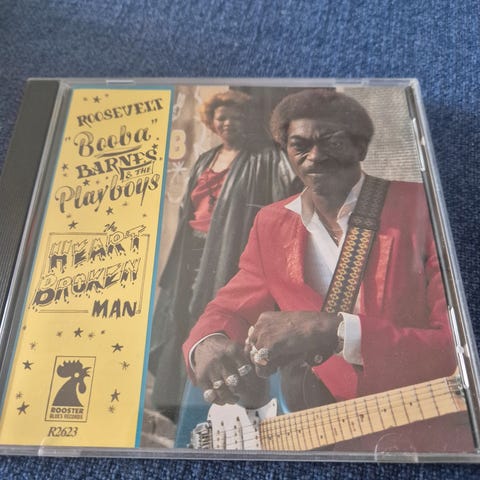 ROOSEVELT
"Booba"
BARNES
& THE
Playboys
The
HEART
BROKEN
MAN
ROOSTER
BLUES RECORDS
R2623